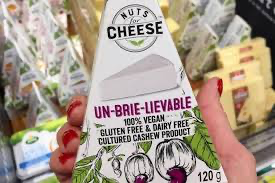 NUTS
for
CHEESE
UN-BRIE-LIEVABLE
100% VEGAN
GLUTEN FREE & DAIRY FREE
CULTURED CASHEW PRODUCT
120 g